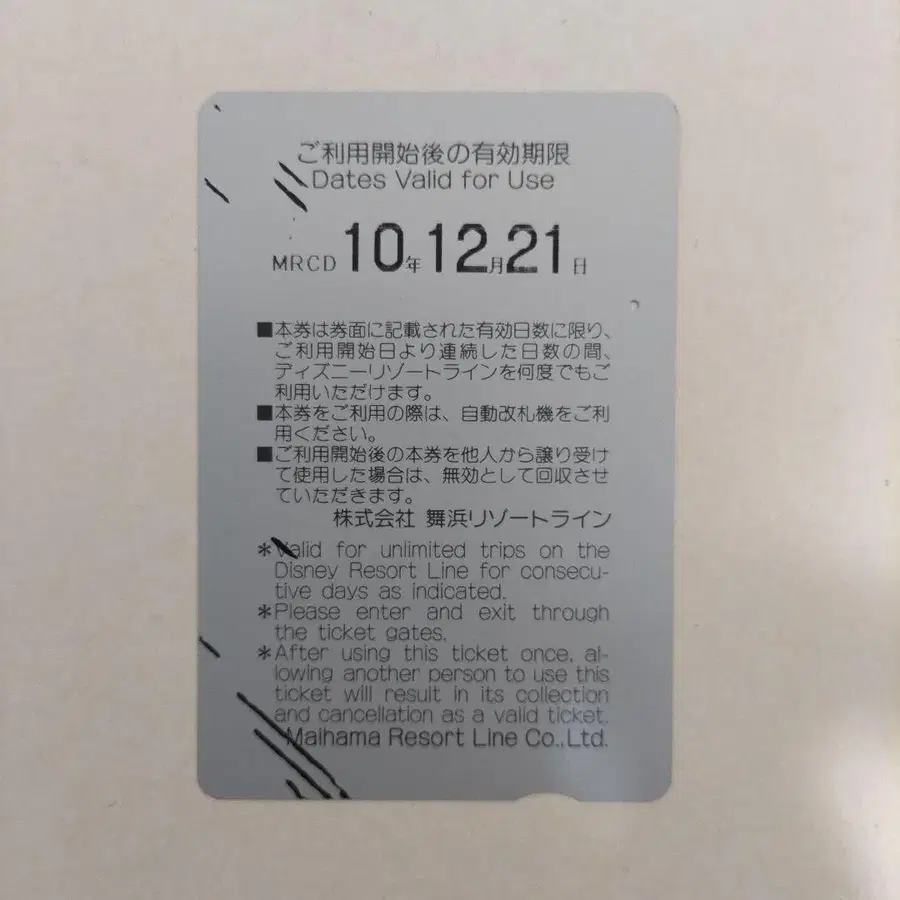 ご利用開始後の有効期限
Dates Valid for Use
MRCD 10年12月21日
■本券は券面に記載された有効日数に限り、
ご利用開始日より連続した日数の間、
ディズニーリゾートラインを何度でもご
利用いただけます。
■本券をご利用の際は、自動改札機をご利
用ください。
■ご利用開始後の本券を他人から譲り受け
て使用した場合は、無効として回収させ
ていただきます。
株式会社 舞浜リゾートライン
*Valid for unlimited trips on the
Disney Resort Line for consecu-
tive days as indicated.
*Please enter and exit through
the ticket gates.
*After using this ticket once, al-
lowing another person to use this
ticket will result in its collection
and cancellation as a valid ticket.
Maihama Resort Line Co.,Ltd.